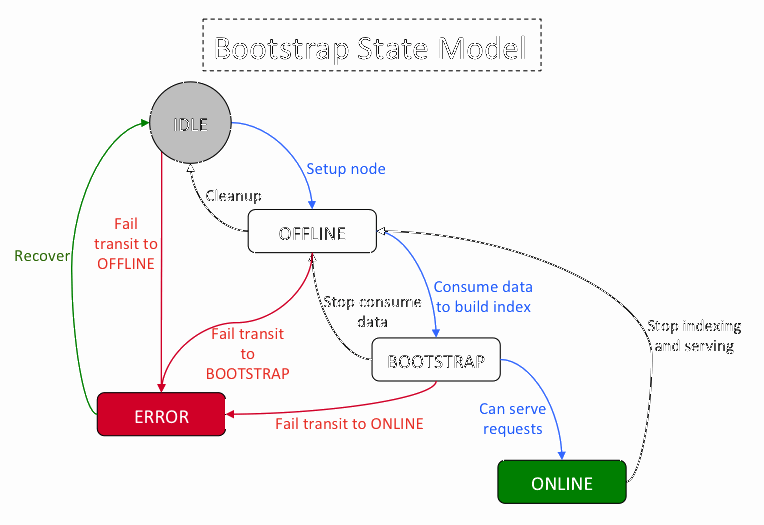 Bootstrap State Model
IDLE
Setup node
Cleanup
Fail
transit to
OFFLINE
OFFLINE
Recover
Consume data
to build index
Stop consume
data
Stop indexing
and serving
Fail transit
to
BOOTSTRAP
BOOTSTRAP
ERROR
Fail transit to ONLINE
Can serve
requests
ONLINE